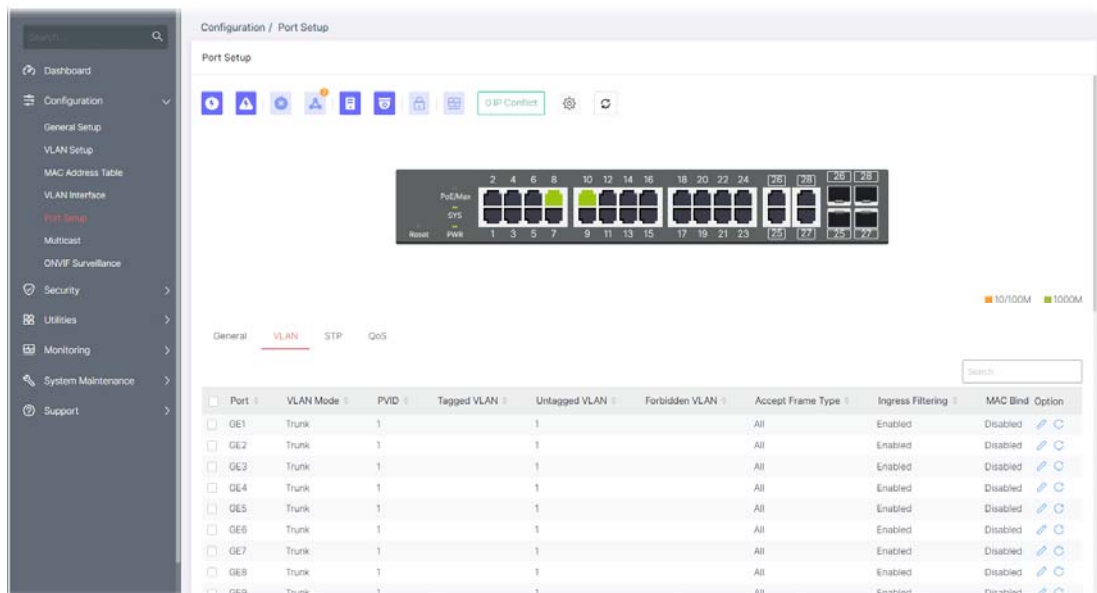 Configuration / Port Setup
Search...
Port Setup
Dashboard
Configuration
General Setup
VLAN Setup
MAC Address Table
VLAN Interface
Port Setup
Multicast
ONVIF Surveillance
Security
Utilities
Monitoring
System Maintenance
Support
0 IP Conflict
2 4 6 8 10 12 14 16 18 20 22 24 26 28 26 28
PoE/Max
SYS
Reset PWR 1 3 5 7 9 11 13 15 17 19 21 23 25 27 25 27
10/100M 1000M
General VLAN STP QoS
Search
Port VLAN Mode PVID Tagged VLAN Untagged VLAN Forbidden VLAN Accept Frame Type Ingress Filtering MAC Bind Option
GE1 Trunk 1 1 All Enabled Disabled
GE2 Trunk 1 1 All Enabled Disabled
GE3 Trunk 1 1 All Enabled Disabled
GE4 Trunk 1 1 All Enabled Disabled
GE5 Trunk 1 1 All Enabled Disabled
GE6 Trunk 1 1 All Enabled Disabled
GE7 Trunk 1 1 All Enabled Disabled
GE8 Trunk 1 1 All Enabled Disabled
GE9 Trunk 1 1 All Enabled Disabled